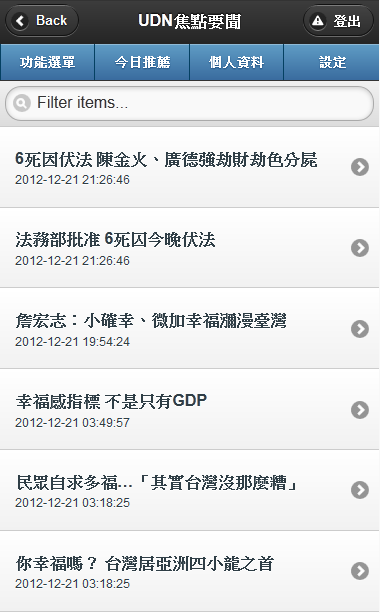 Back
UDN焦點要聞
登出
功能選單
今日推薦
個人資料
設定
Filter items...
6死囚伏法 陳金火、廣德強劫財劫色分屍
2012-12-21 21:26:46
法務部批准 6死囚今晚伏法
2012-12-21 21:26:46
詹宏志：小確幸、微加幸福瀰漫臺灣
2012-12-21 19:54:24
幸福感指標 不是只有GDP
2012-12-21 03:49:57
民眾自求多福...「其實台灣沒那麼糟」
2012-12-21 03:18:25
你幸福嗎？ 台灣居亞洲四小龍之首
2012-12-21 03:18:25